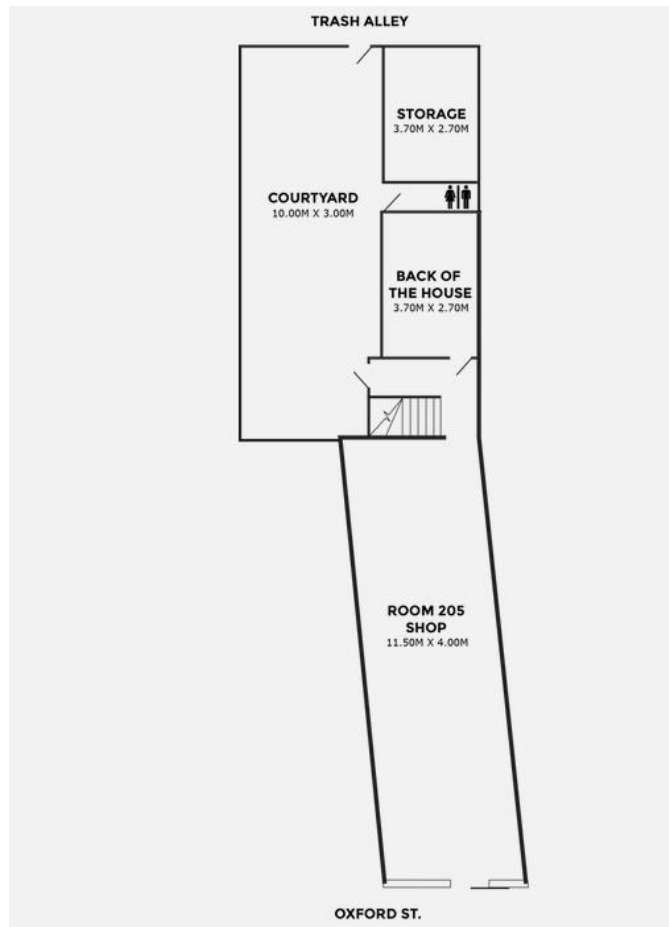 TRASH ALLEY
STORAGE
3.70M X 2.70M
COURTYARD
10.00M X 3.00M
BACK OF
THE HOUSE
3.70M X 2.70M
ROOM 205
SHOP
11.50M X 4.00M
OXFORD ST.